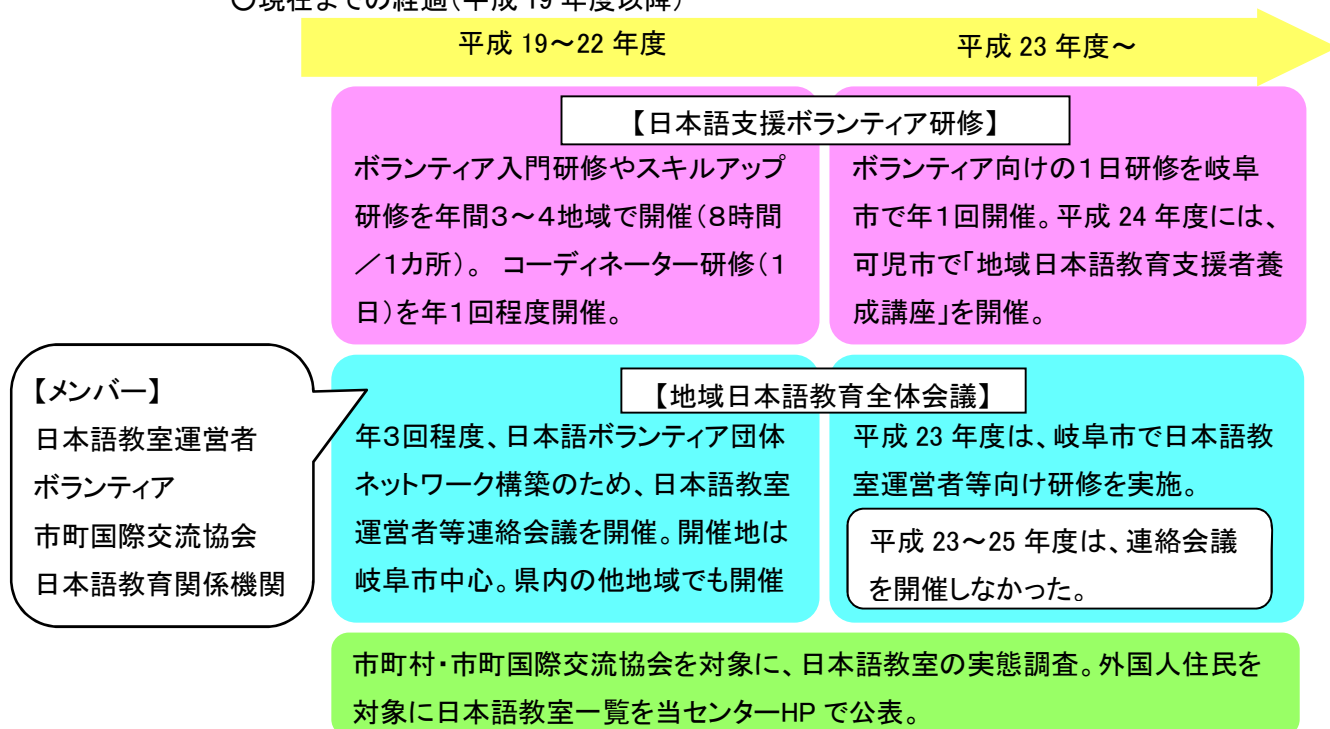 〇現在までの経過（平成 19 年度以降）
平成 19～22 年度
平成 23 年度～
【日本語支援ボランティア研修】
ボランティア入門研修やスキルアップ
研修を年間３～４地域で開催（８時間
／１カ所）。 コーディネーター研修（１
日）を年１回程度開催。
ボランティア向けの１日研修を岐阜
市で年１回開催。平成 24 年度には、
可児市で「地域日本語教育支援者養
成講座」を開催。
【メンバー】
日本語教室運営者
ボランティア
市町国際交流協会
日本語教育関係機関
【地域日本語教育全体会議】
年３回程度、日本語ボランティア団体
ネットワーク構築のため、日本語教室
運営者等連絡会議を開催。開催地は
岐阜市中心。県内の他地域でも開催
平成 23 年度は、岐阜市で日本語教
室運営者等向け研修を実施。
平成 23～25 年度は、連絡会議
を開催しなかった。
市町村・市町国際交流協会を対象に、日本語教室の実態調査。外国人住民を
対象に日本語教室一覧を当センターHP で公表。